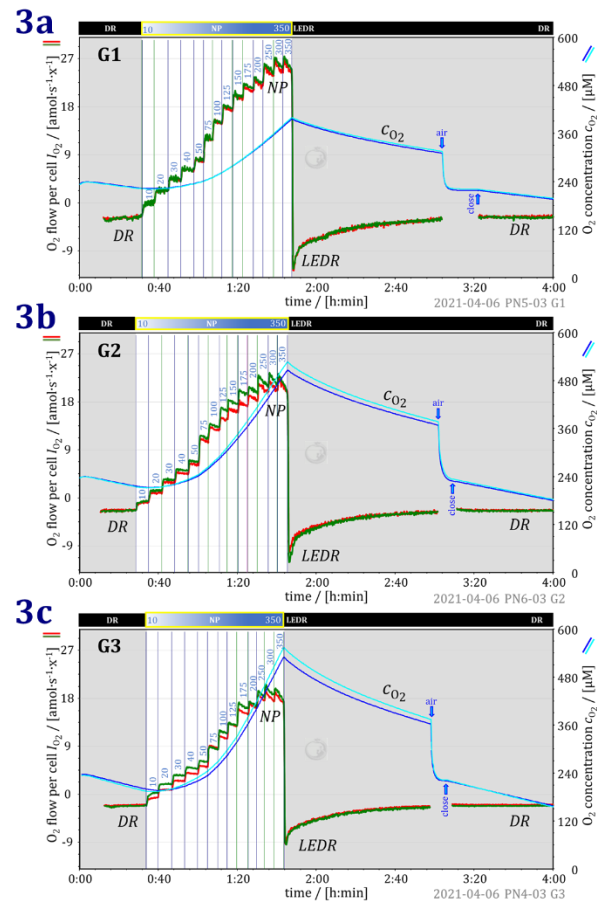 3a
DR 10 NP 350 LEDR DR
G1
O₂ flow per cell I_O₂ / [amol·s⁻¹·x⁻¹]
27
18
9
0
-9
10 20 30 40 50 75 100 125 150 175 200 250 300 350
NP
DR
LEDR
c_O₂
air
close
DR
600
480
360
240
120
0
O₂ concentration c_O₂ / [µM]
0:00 0:40 1:20 2:00 2:40 3:20 4:00
time / [h:min]
2021-04-06 PN5-03 G1
3b
DR 10 NP 350 LEDR DR
G2
O₂ flow per cell I_O₂ / [amol·s⁻¹·x⁻¹]
27
18
9
0
-9
10 20 30 40 50 75 100 125 150 175 200 250 300 350
NP
DR
LEDR
c_O₂
air
close
DR
600
480
360
240
120
0
O₂ concentration c_O₂ / [µM]
0:00 0:40 1:20 2:00 2:40 3:20 4:00
time / [h:min]
2021-04-06 PN6-03 G2
3c
DR 10 NP 350 LEDR DR
G3
O₂ flow per cell I_O₂ / [amol·s⁻¹·x⁻¹]
27
18
9
0
-9
10 20 30 40 50 75 100 125 175 200 250 300 350
NP
DR
LEDR
c_O₂
air
close
DR
600
480
360
240
120
0
O₂ concentration c_O₂ / [µM]
0:00 0:40 1:20 2:00 2:40 3:20 4:00
time / [h:min]
2021-04-06 PN4-03 G3